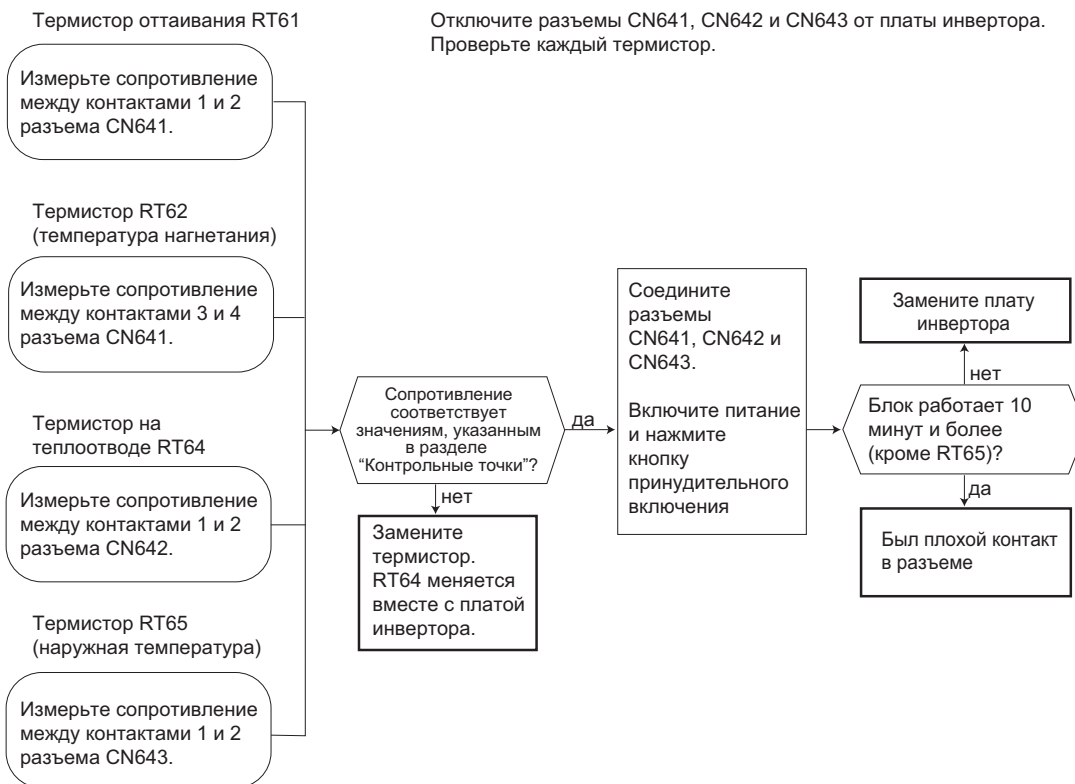 Термистор оттаивания RT61
Отключите разъемы CN641, CN642 и CN643 от платы инвертора.
Проверьте каждый термистор.
Измерьте сопротивление
между контактами 1 и 2
разъема CN641.
Термистор RT62
(температура нагнетания)
Измерьте сопротивление
между контактами 3 и 4
разъема CN641.
Термистор на
теплоотводе RT64
Измерьте сопротивление
между контактами 1 и 2
разъема CN642.
Термистор RT65
(наружная температура)
Измерьте сопротивление
между контактами 1 и 2
разъема CN643.
Сопротивление
соответствует
значениям, указанным
в разделе
“Контрольные точки”?
да
нет
Замените
термистор.
RT64 меняется
вместе с платой
инвертора.
Соедините
разъемы
CN641, CN642 и
CN643.
Включите питание
и нажмите
кнопку
принудительного
включения
Замените плату
инвертора
нет
Блок работает 10
минут и более
(кроме RT65)?
да
Был плохой контакт
в разъеме